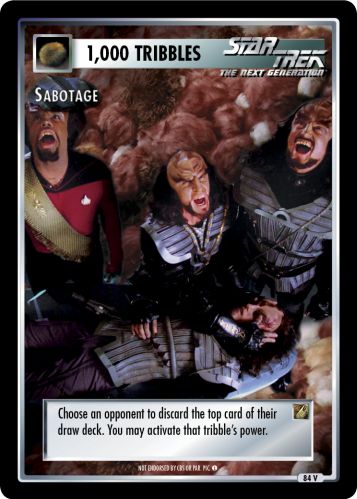 1,000 TRIBBLES
STAR TREK
THE NEXT GENERATION
SABOTAGE
Choose an opponent to discard the top card of their
draw deck. You may activate that tribble's power.
NOT ENDORSED BY CBS OR PAR. PIC
84 V